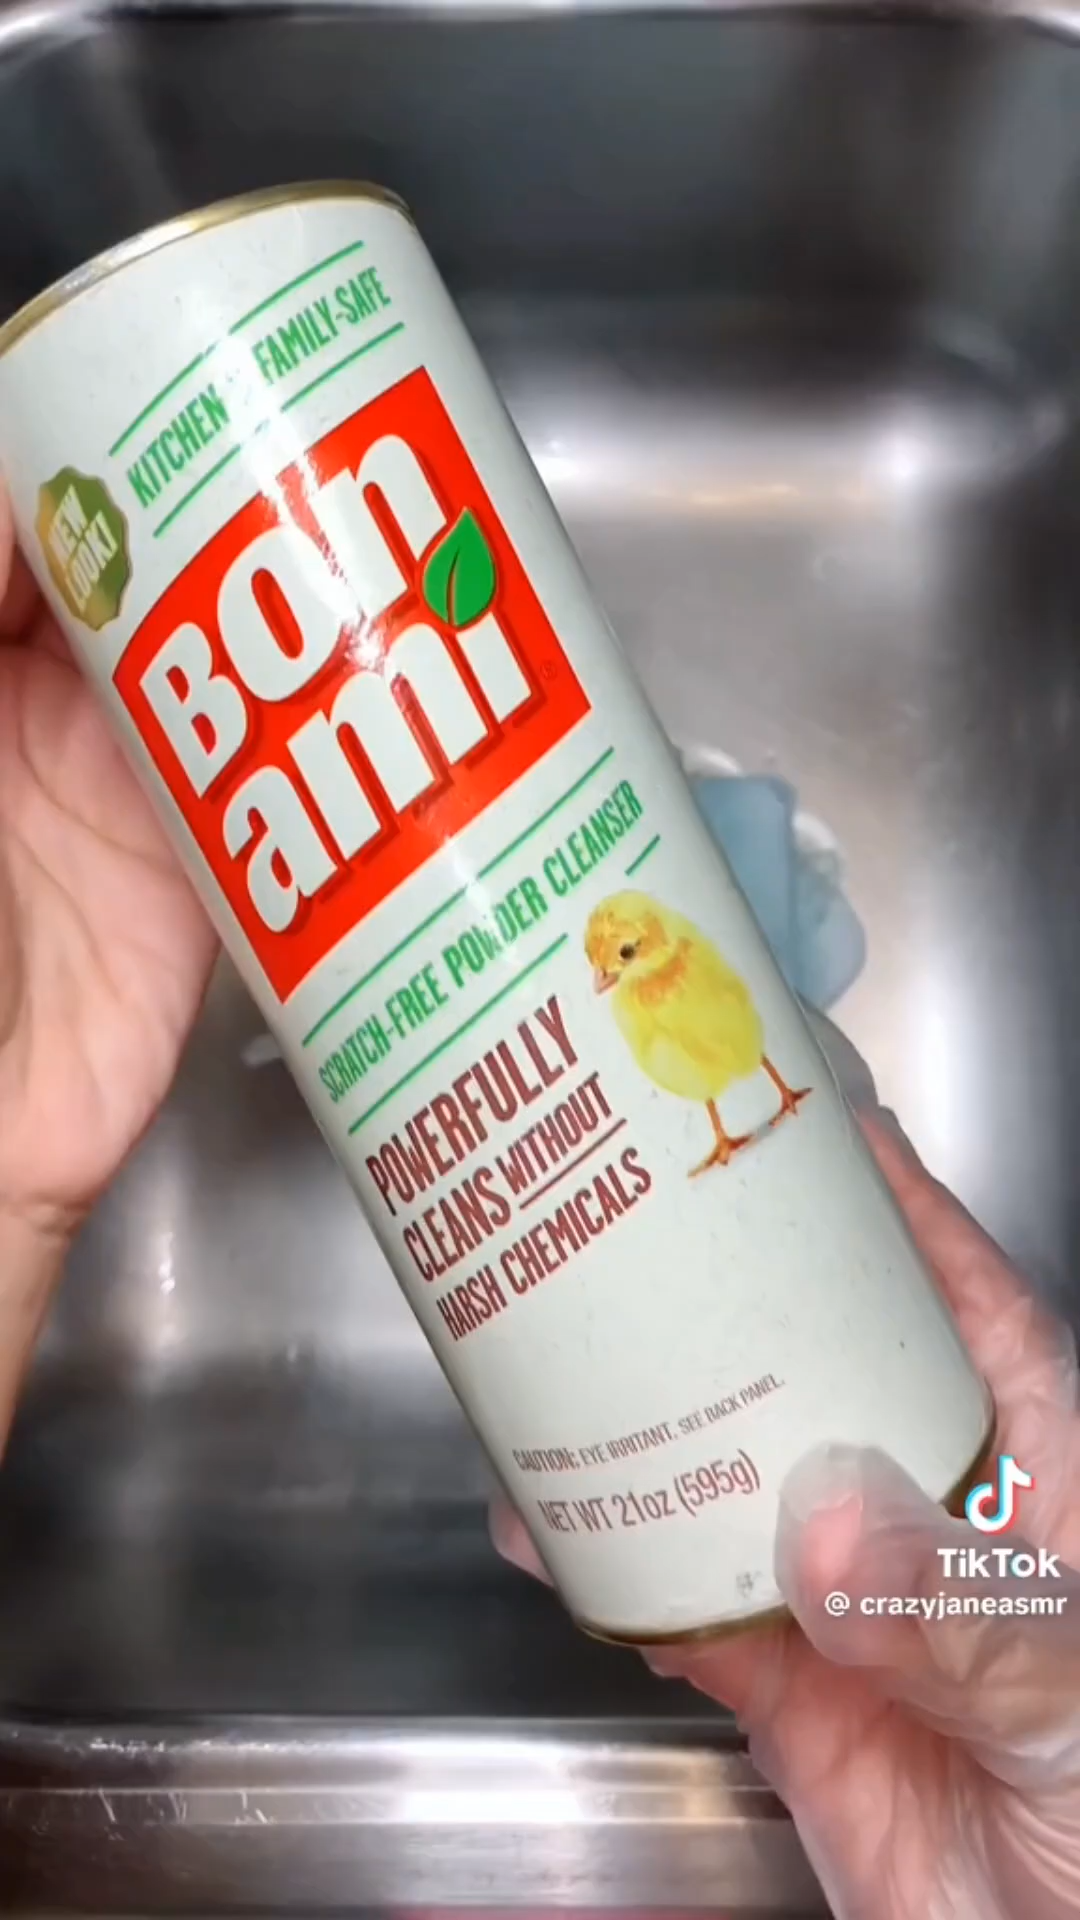 KITCHEN FAMILY-SAFE
NEW
LOOK!
Bon
ami
®
SCRATCH-FREE POWDER CLEANSER
POWERFULLY
CLEANS WITHOUT
HARSH CHEMICALS
CAUTION: EYE IRRITANT. SEE BACK PANEL.
NET WT 21oz (595g)
TikTok
@ crazyjaneasmr